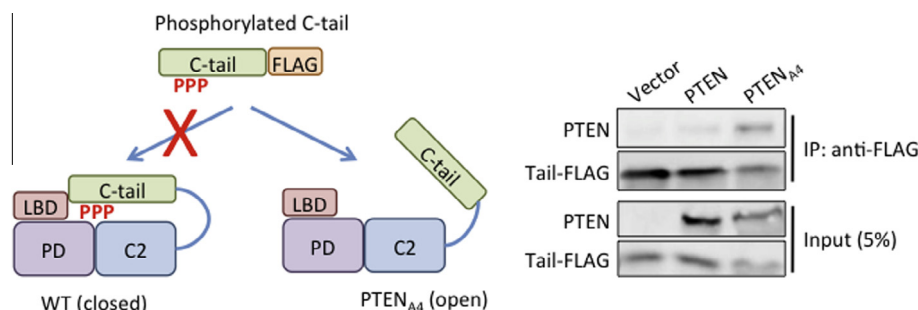 Phosphorylated C-tail
C-tail FLAG
PPP
X
C-tail
LBD
PPP
PD C2
WT (closed)
C-tail
LBD
PD C2
PTENA4 (open)
Vector PTEN PTENA4
PTEN
Tail-FLAG
IP: anti-FLAG
PTEN
Tail-FLAG
Input (5%)